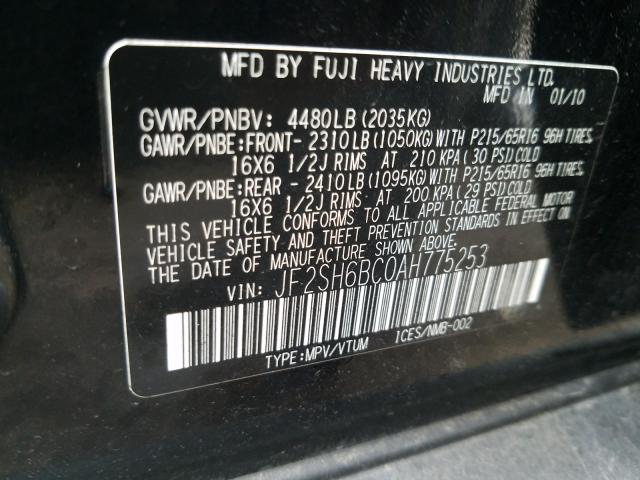 MFD BY FUJI HEAVY INDUSTRIES LTD.
MFD IN 01/10
GVWR/PNBV: 4480LB (2035KG)
GAWR/PNBE:FRONT- 2310LB (1050KG) WITH P215/65R16 96H TIRES,
16X6 1/2J RIMS AT 210 KPA (30 PSI) COLD
GAWR/PNBE:REAR - 2410LB (1095KG) WITH P215/65R16 96H TIRES,
16X6 1/2J RIMS AT 200 KPA (29 PSI) COLD
THIS VEHICLE CONFORMS TO ALL APPLICABLE FEDERAL MOTOR
VEHICLE SAFETY AND THEFT PREVENTION STANDARDS IN EFFECT ON
THE DATE OF MANUFACTURE SHOWN ABOVE.
VIN: JF2SH6BC0AH775253
TYPE:MPV/VTUM ICES/NMB-002